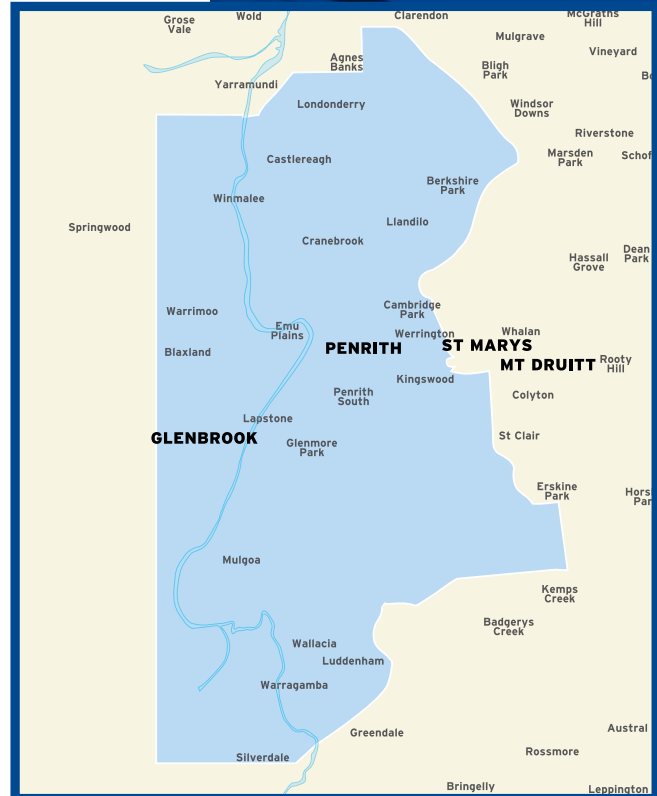 Grose
Vale
Wold
Clarendon
McGraths
Hill
Mulgrave
Vineyard
Agnes
Banks
Bligh
Park
Yarramundi
Londonderry
Windsor
Downs
Riverstone
Marsden
Park
Schof
Castlereagh
Berkshire
Park
Winmalee
Springwood
Llandilo
Cranebrook
Dean
Park
Hassall
Grove
Warrimoo
Cambridge
Park
Emu
Plains
Werrington
Whalan
Blaxland
PENRITH
ST MARYS
MT DRUITT
Rooty
Hill
Kingswood
Penrith
South
Colyton
Lapstone
GLENBROOK
Glenmore
Park
St Clair
Erskine
Park
Hors
Par
Mulgoa
Kemps
Creek
Badgerys
Creek
Wallacia
Luddenham
Warragamba
Greendale
Austral
Rossmore
Silverdale
Bringelly
Leppington